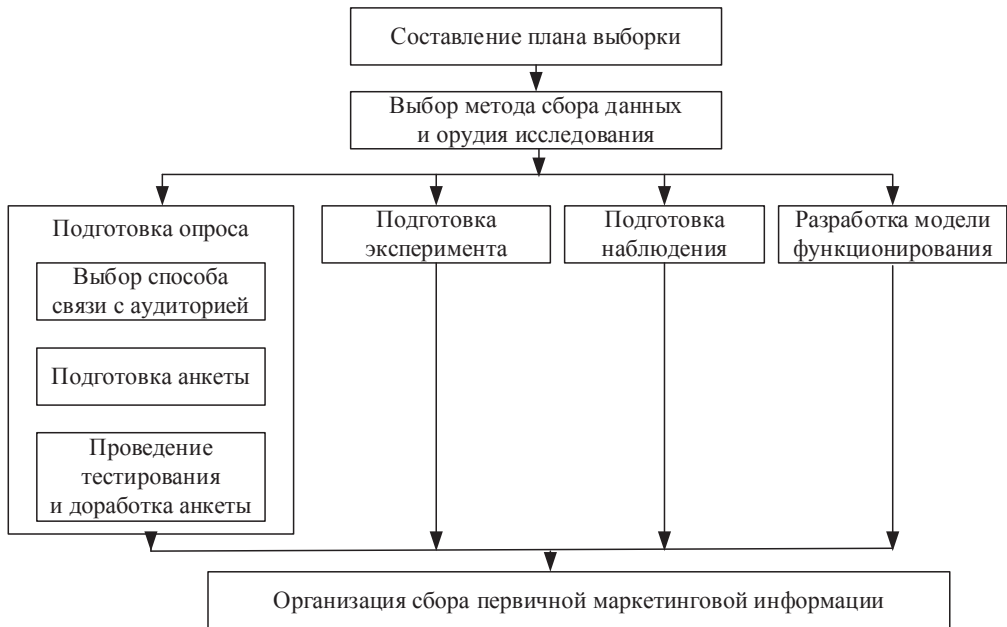 Составление плана выборки
Выбор метода сбора данных
и орудия исследования
Подготовка опроса
Выбор способа
связи с аудиторией
Подготовка анкеты
Проведение
тестирования
и доработка анкеты
Подготовка
эксперимента
Подготовка
наблюдения
Разработка модели
функционирования
Организация сбора первичной маркетинговой информации